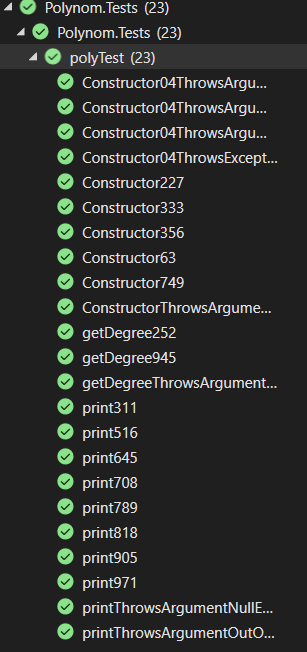 Polynom.Tests (23)
Polynom.Tests (23)
polyTest (23)
Constructor04ThrowsArgu...
Constructor04ThrowsArgu...
Constructor04ThrowsArgu...
Constructor04ThrowsExcept...
Constructor227
Constructor333
Constructor356
Constructor63
Constructor749
ConstructorThrowsArgume...
getDegree252
getDegree945
getDegreeThrowsArgument...
print311
print516
print645
print708
print789
print818
print905
print971
printThrowsArgumentNullE...
printThrowsArgumentOutO...